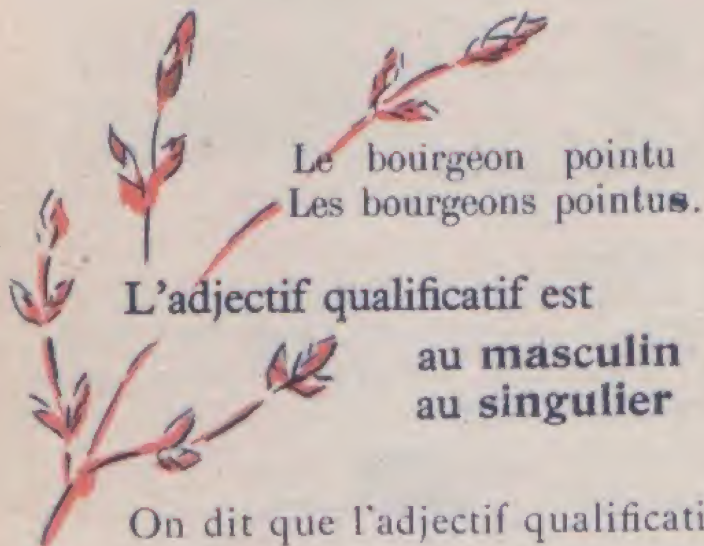 Le bourgeon pointu
Les bourgeons pointus.
L'adjectif qualificatif est
au masculin
au singulier
On dit que l'adjectif qualificati